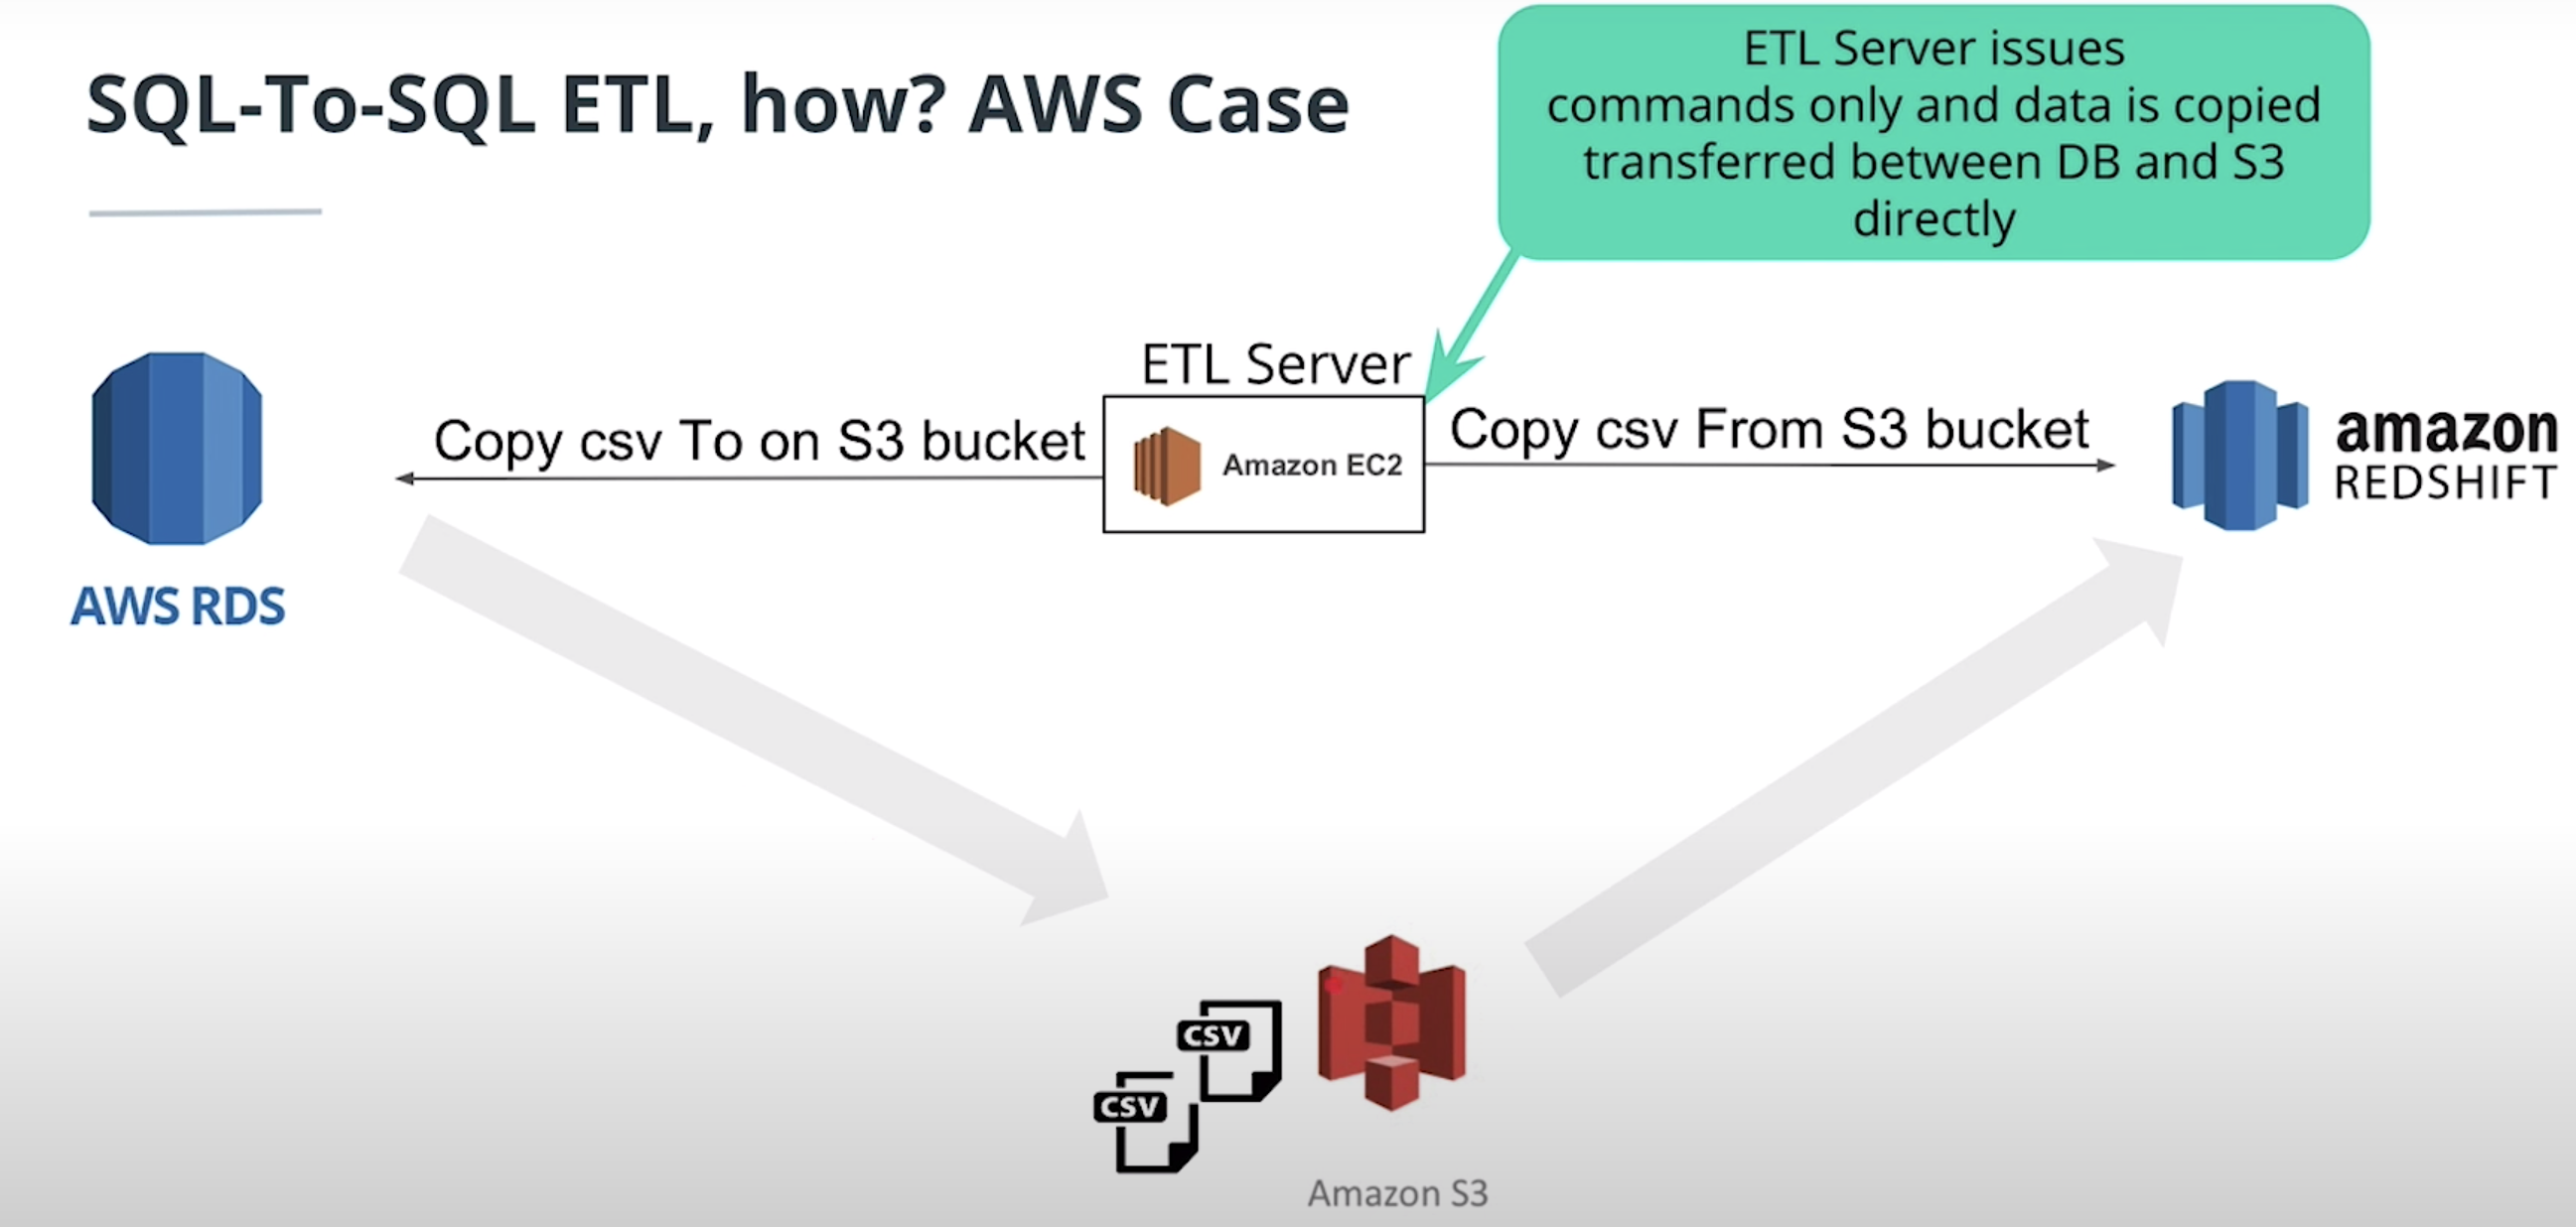 SQL-To-SQL ETL, how? AWS Case
ETL Server issues
commands only and data is copied
transferred between DB and S3
directly
ETL Server
Copy csv To on S3 bucket
Amazon EC2
Copy csv From S3 bucket
amazon
REDSHIFT
AWS RDS
CSV
CSV
Amazon S3